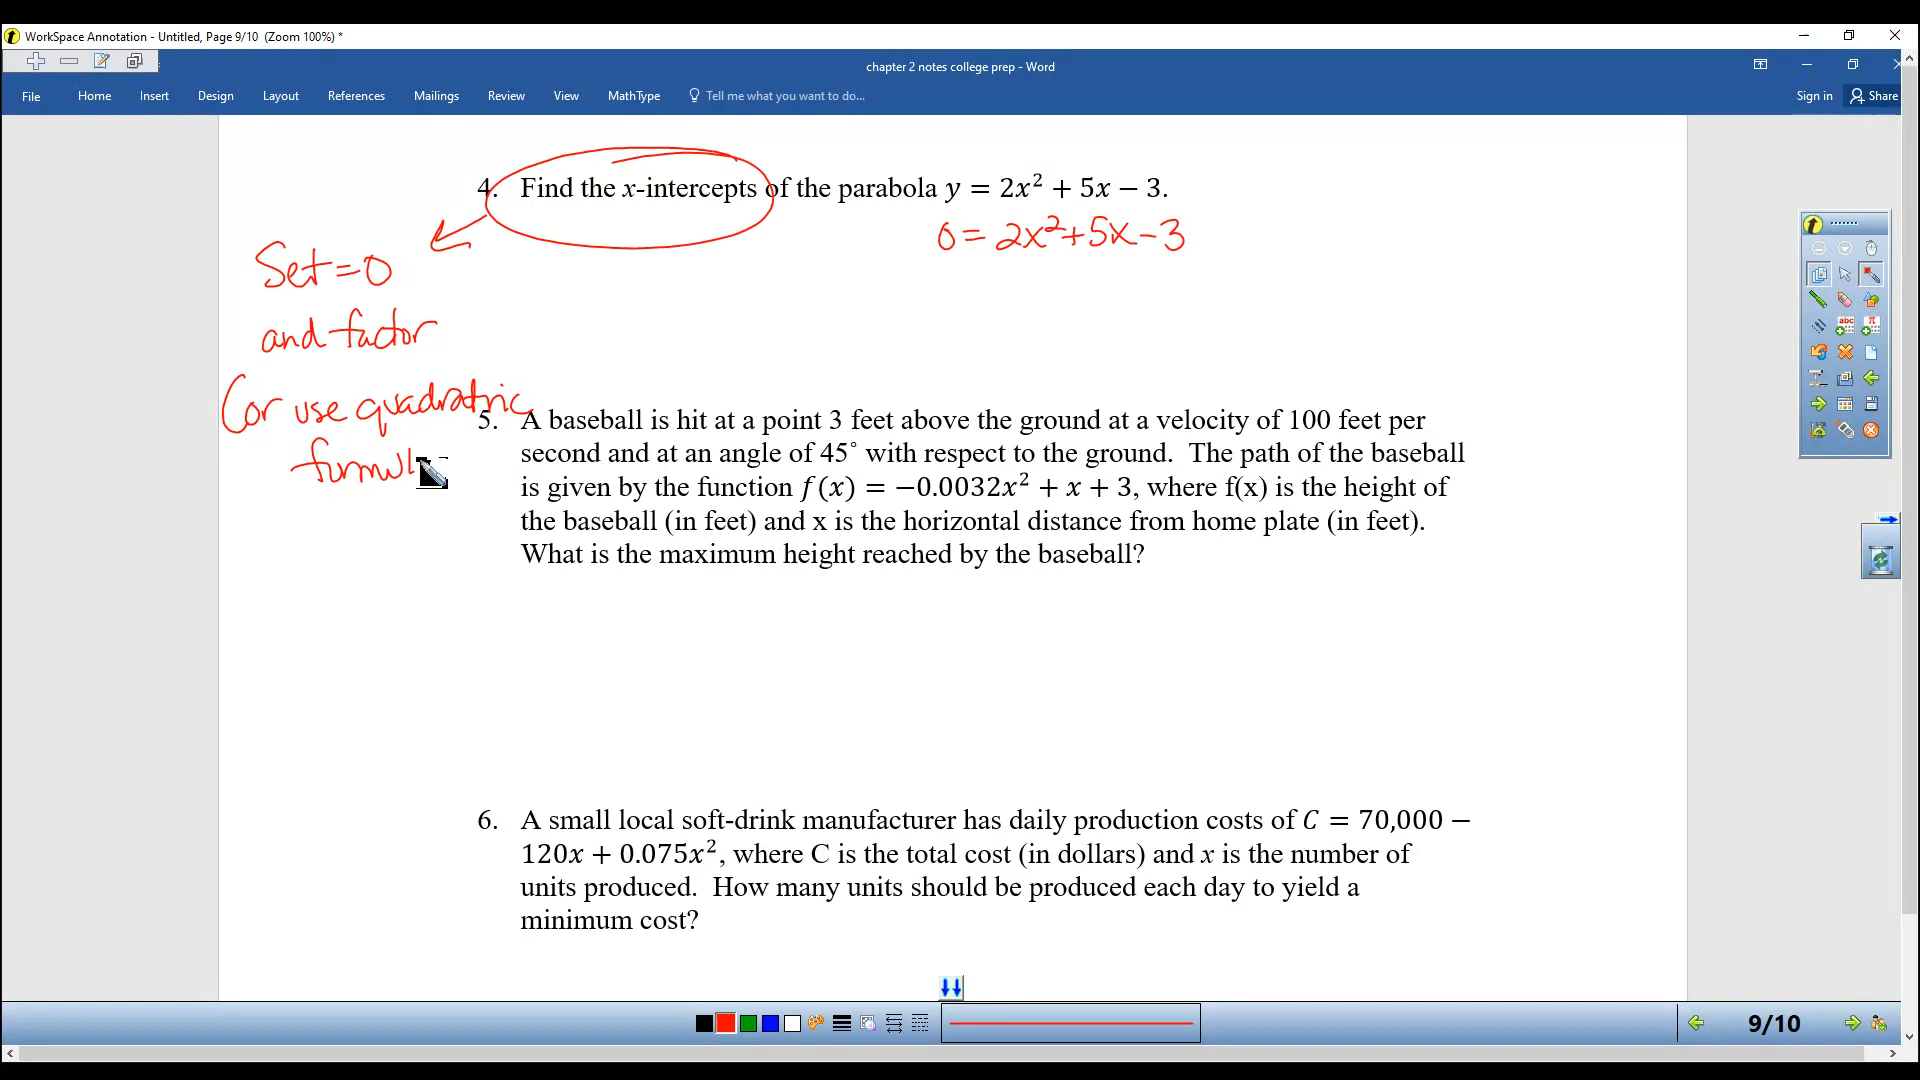 WorkSpace Annotation - Untitled, Page 9/10 (Zoom 100%) *
chapter 2 notes college prep - Word
File Home Insert Design Layout References Mailings Review View MathType Tell me what you want to do... Sign in Share
4. Find the x-intercepts of the parabola y = 2x² + 5x − 3.
0 = 2x² + 5x − 3
Set = 0
and factor
(or use quadratric
formul
5. A baseball is hit at a point 3 feet above the ground at a velocity of 100 feet per
second and at an angle of 45° with respect to the ground. The path of the baseball
is given by the function f(x) = −0.0032x² + x + 3, where f(x) is the height of
the baseball (in feet) and x is the horizontal distance from home plate (in feet).
What is the maximum height reached by the baseball?
6. A small local soft-drink manufacturer has daily production costs of C = 70,000 −
120x + 0.075x², where C is the total cost (in dollars) and x is the number of
units produced. How many units should be produced each day to yield a
minimum cost?
9/10